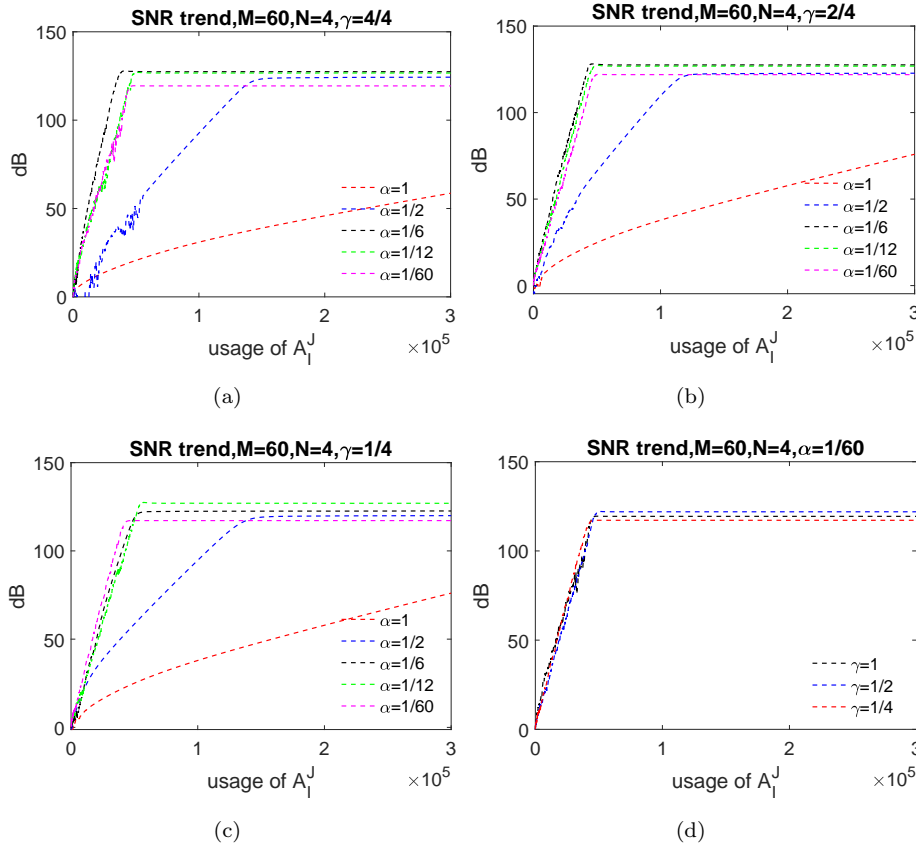 SNR trend,M=60,N=4,γ=4/4
150
100
50
0
dB
α=1
α=1/2
α=1/6
α=1/12
α=1/60
0 1 2 3
usage of A_I^J ×10^5
(a)
SNR trend,M=60,N=4,γ=2/4
150
100
50
0
dB
α=1
α=1/2
α=1/6
α=1/12
α=1/60
0 1 2 3
usage of A_I^J ×10^5
(b)
SNR trend,M=60,N=4,γ=1/4
150
100
50
0
dB
α=1
α=1/2
α=1/6
α=1/12
α=1/60
0 1 2 3
usage of A_I^J ×10^5
(c)
SNR trend,M=60,N=4,α=1/60
150
100
50
0
dB
γ=1
γ=1/2
γ=1/4
0 1 2 3
usage of A_I^J ×10^5
(d)